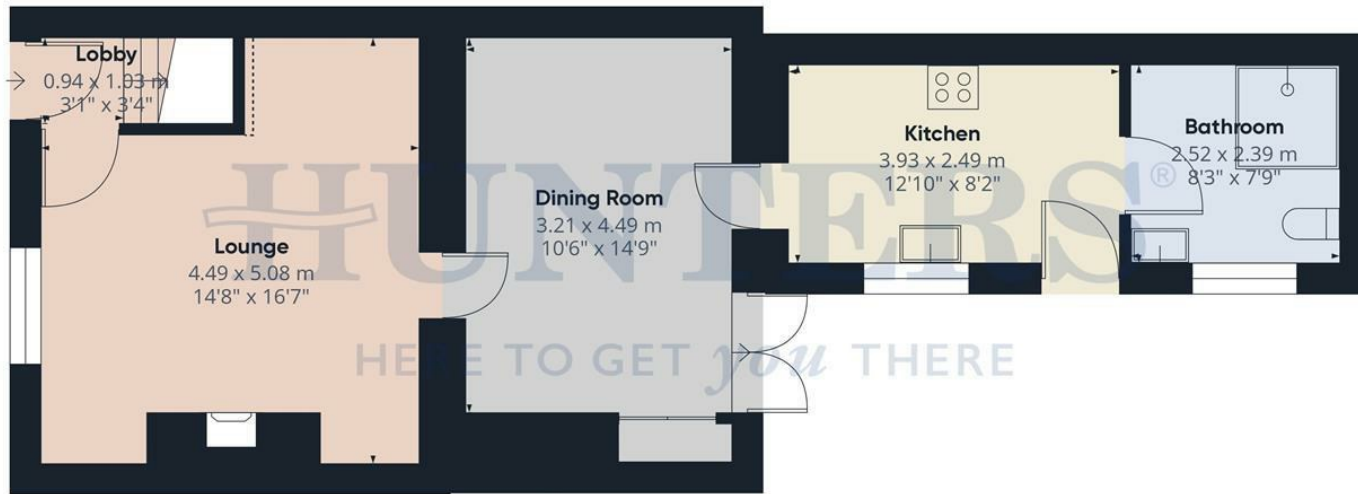 Lobby
0.94 x 1.03 m
3'1" x 3'4"
Lounge
4.49 x 5.08 m
14'8" x 16'7"
Dining Room
3.21 x 4.49 m
10'6" x 14'9"
Kitchen
3.93 x 2.49 m
12'10" x 8'2"
Bathroom
2.52 x 2.39 m
8'3" x 7'9"
HUNTERS®
HERE TO GET you THERE